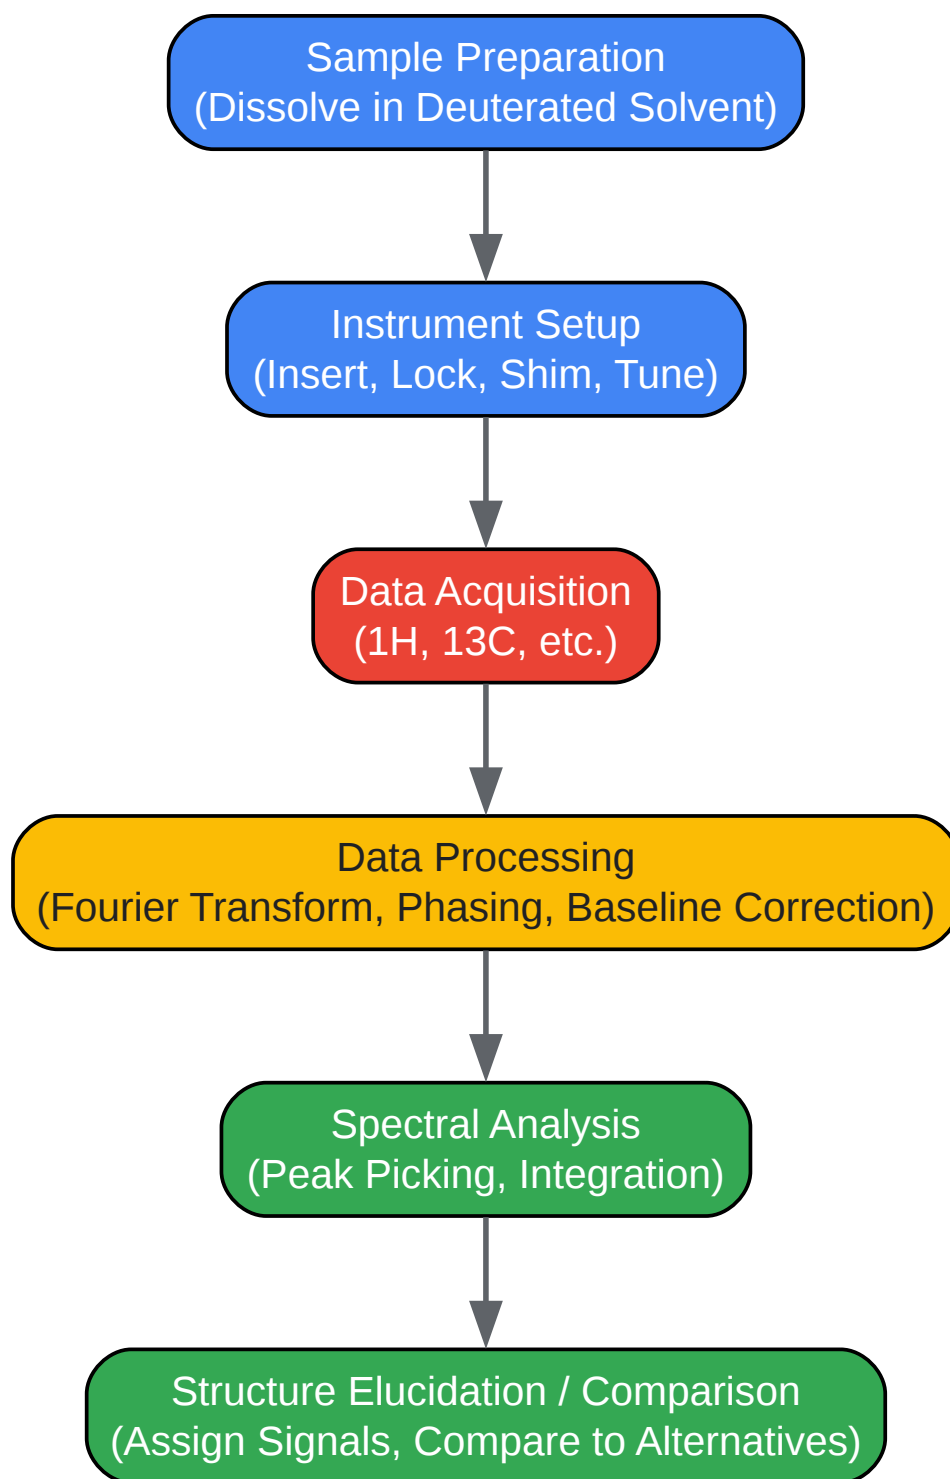 Sample Preparation
(Dissolve in Deuterated Solvent)
Instrument Setup
(Insert, Lock, Shim, Tune)
Data Acquisition
(1H, 13C, etc.)
Data Processing
(Fourier Transform, Phasing, Baseline Correction)
Spectral Analysis
(Peak Picking, Integration)
Structure Elucidation / Comparison
(Assign Signals, Compare to Alternatives)